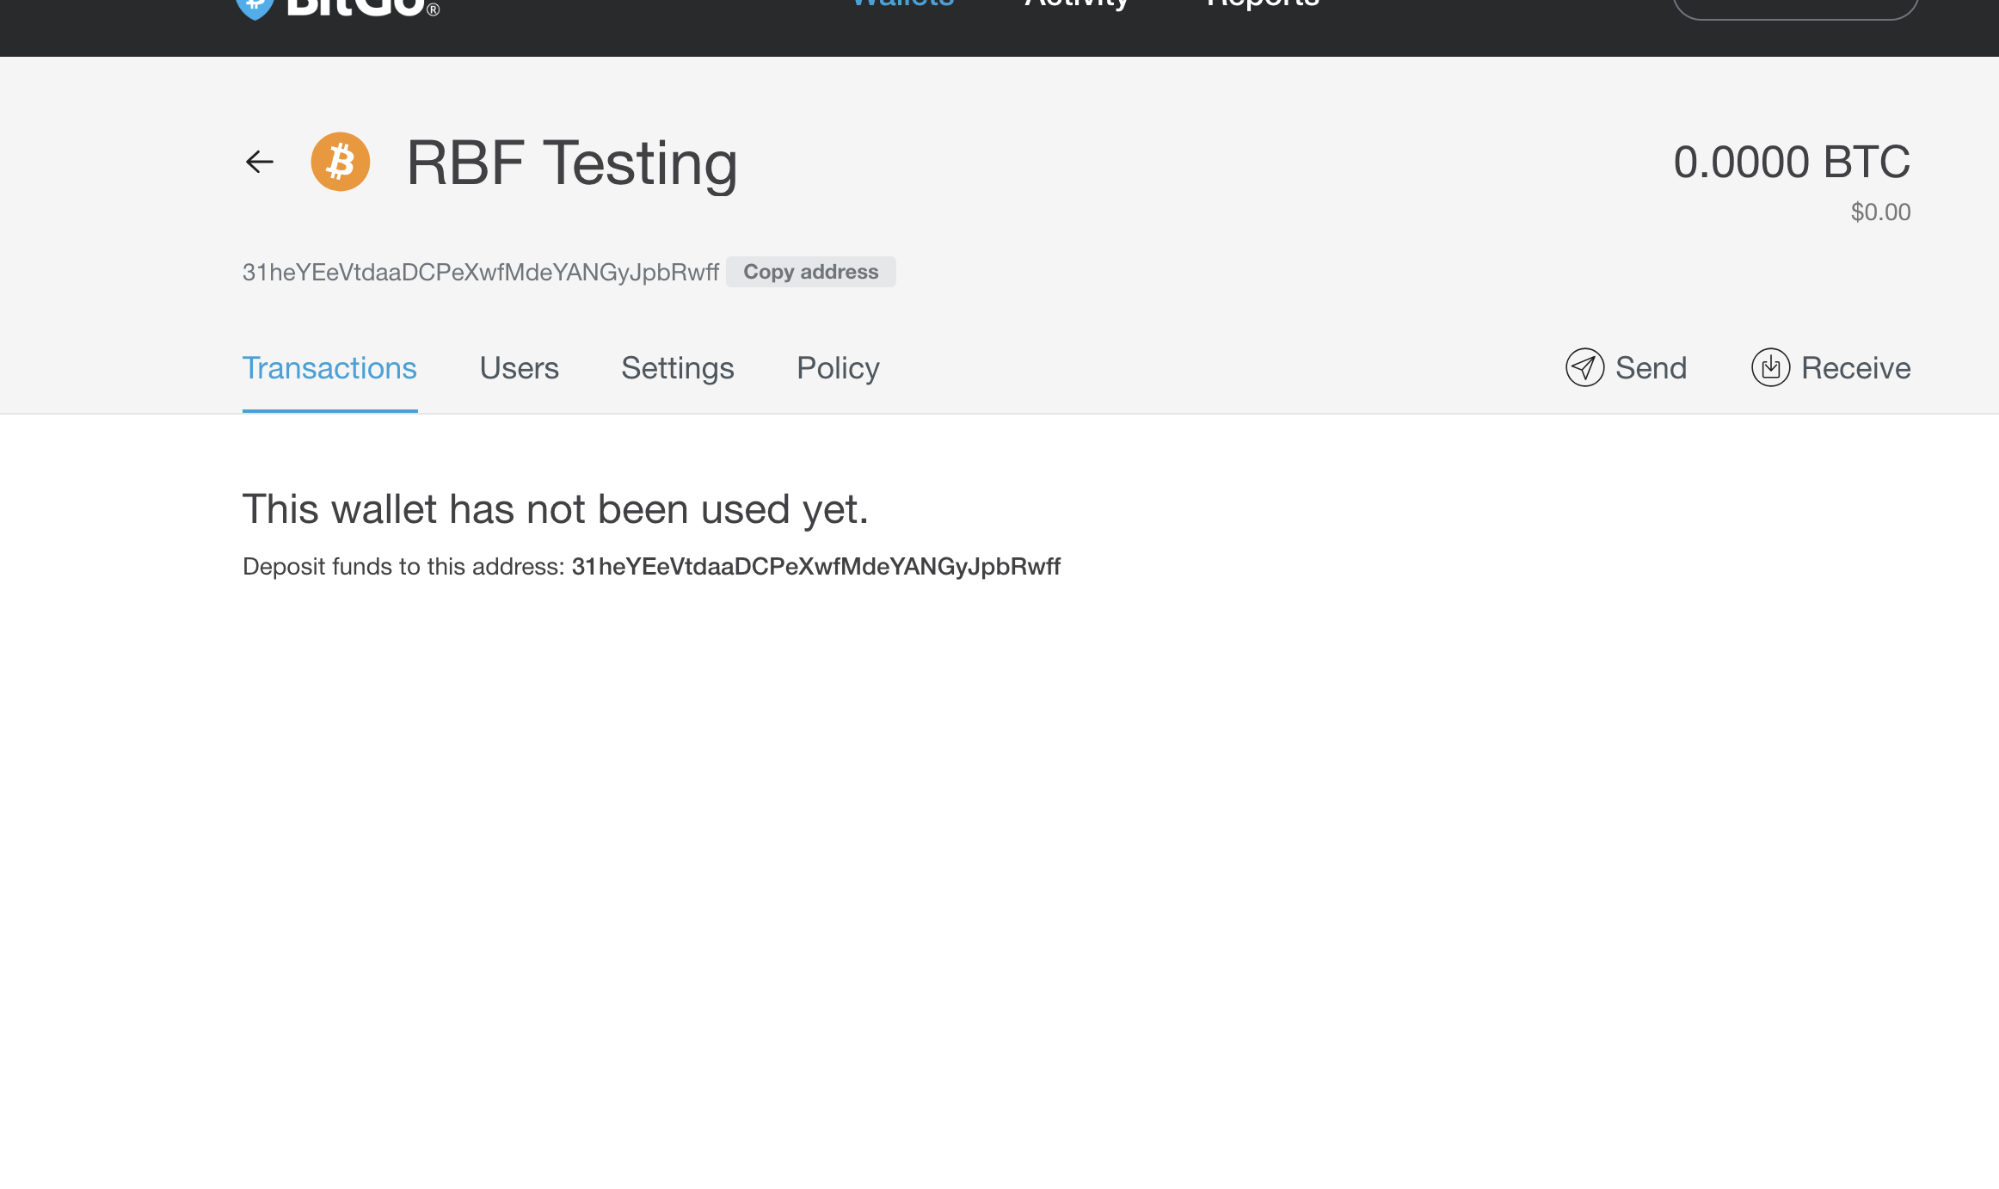 BitGo®
Wallets Activity Reports
RBF Testing
0.0000 BTC
$0.00
31heYEeVtdaaDCPeXwfMdeYANGyJpbRwff Copy address
Transactions Users Settings Policy Send Receive
This wallet has not been used yet.
Deposit funds to this address: 31heYEeVtdaaDCPeXwfMdeYANGyJpbRwff